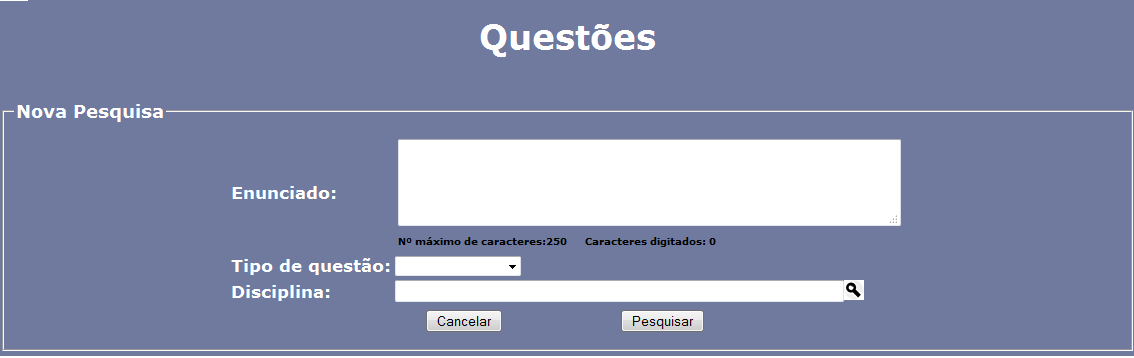 Questões
Nova Pesquisa
Enunciado:
Nº máximo de caracteres:250 Caracteres digitados: 0
Tipo de questão:
Disciplina:
Cancelar Pesquisar